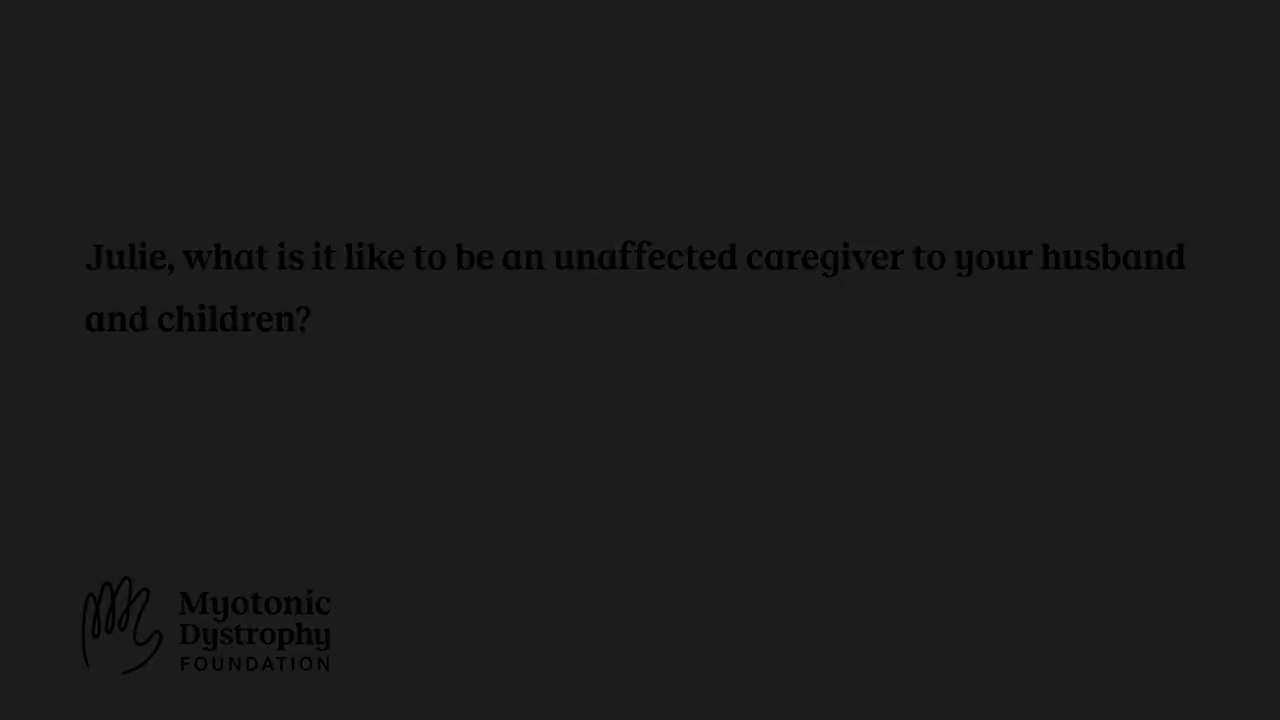 Julie, what is it like to be an unaffected caregiver to your husband
and children?
Myotonic
Dystrophy
FOUNDATION